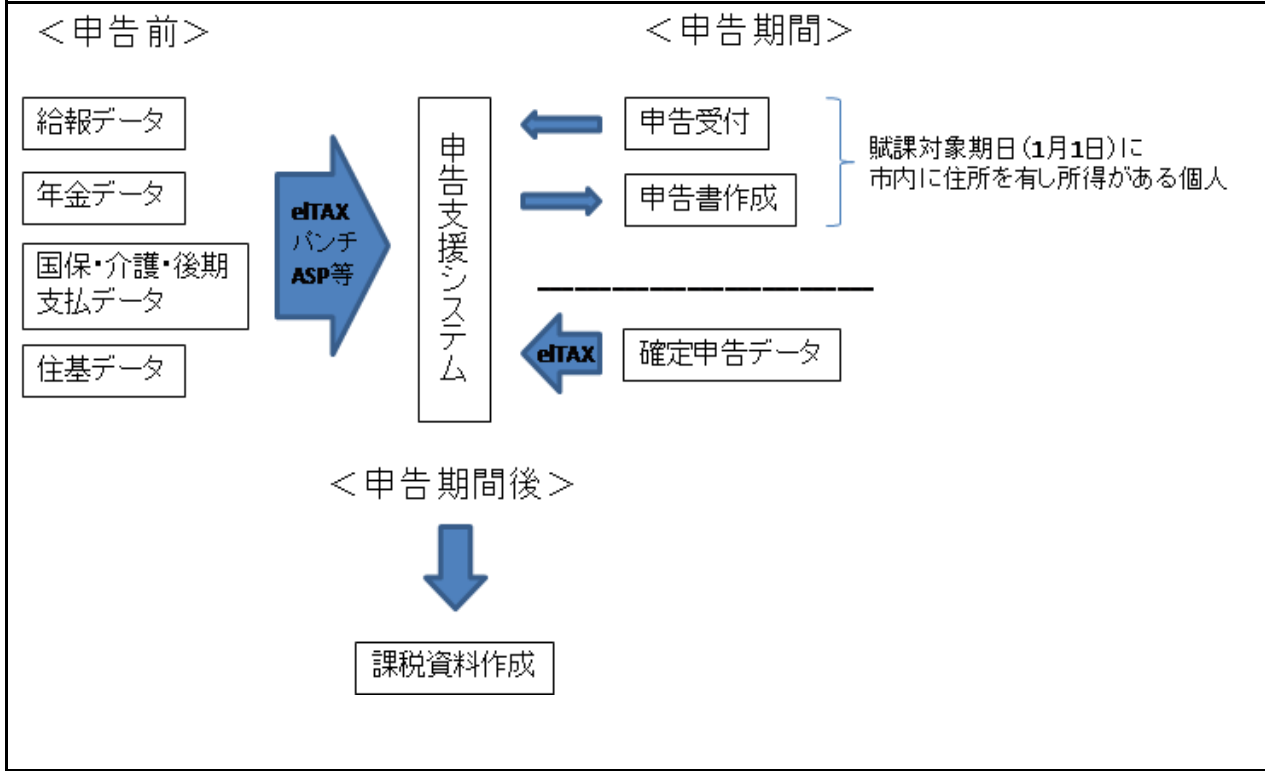 ＜申告前＞
＜申告期間＞
給報データ
年金データ
国保・介護・後期
支払データ
住基データ
elTAX
パンチ
ASP等
申告支援システム
申告受付
申告書作成
賦課対象期日(1月1日)に
市内に住所を有し所得がある個人
elTAX
確定申告データ
＜申告期間後＞
課税資料作成